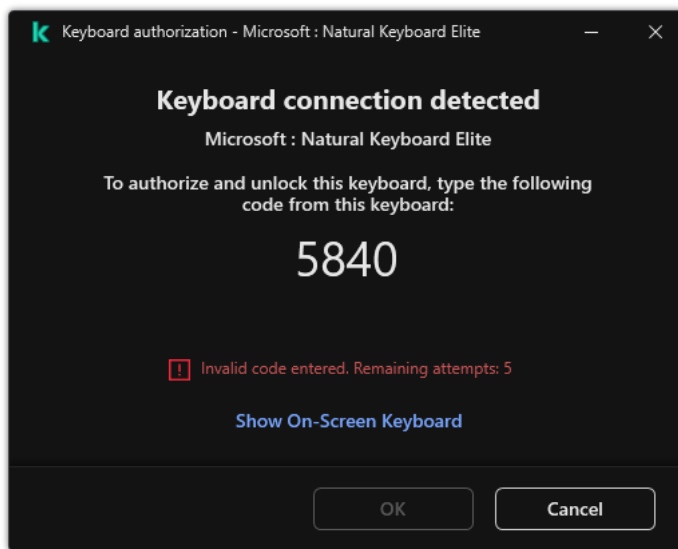 Keyboard authorization - Microsoft : Natural Keyboard Elite
Keyboard connection detected
Microsoft : Natural Keyboard Elite
To authorize and unlock this keyboard, type the following
code from this keyboard:
5840
Invalid code entered. Remaining attempts: 5
Show On-Screen Keyboard
OK
Cancel